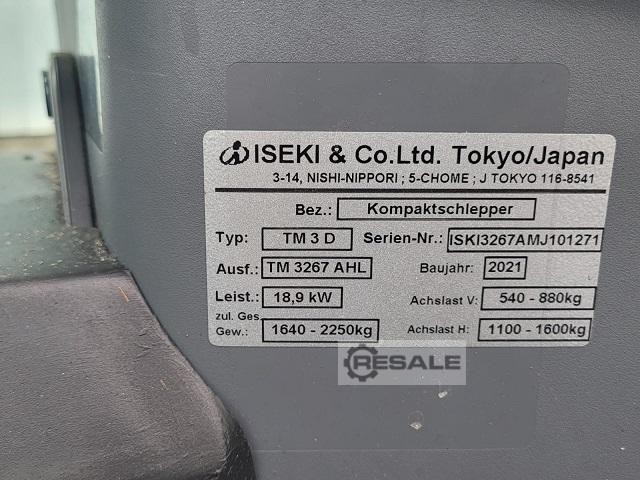 ISEKI & Co.Ltd. Tokyo/Japan
3-14, NISHI-NIPPORI ; 5-CHOME ; J TOKYO 116-8541
Bez.: Kompaktschlepper
Typ: TM 3 D Serien-Nr.: ISKI3267AMJ101271
Ausf.: TM 3267 AHL Baujahr: 2021
Leist.: 18,9 kW Achslast V: 540 - 880kg
zul. Ges.
Gew.: 1640 - 2250kg Achslast H: 1100 - 1600kg
RESALE